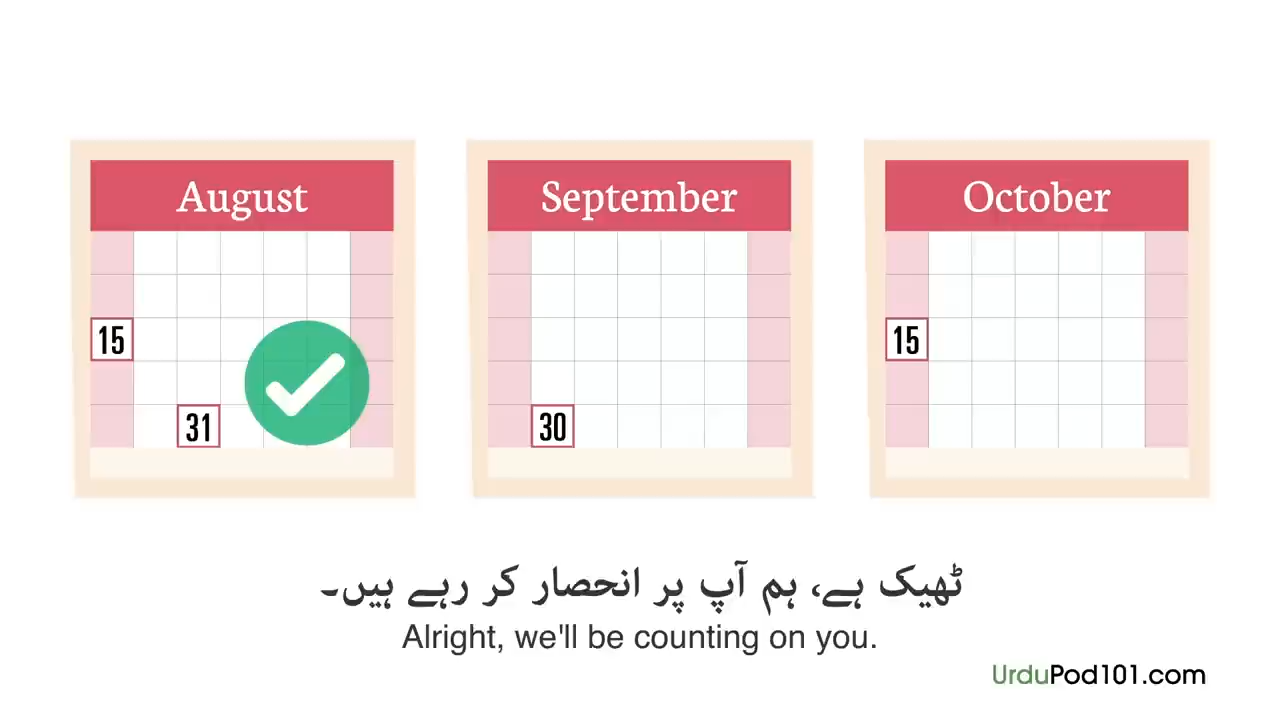 August
September
October
15
31
30
15
ٹھیک ہے، ہم آپ پر انحصار کر رہے ہیں۔
Alright, we'll be counting on you.
UrduPod101.com